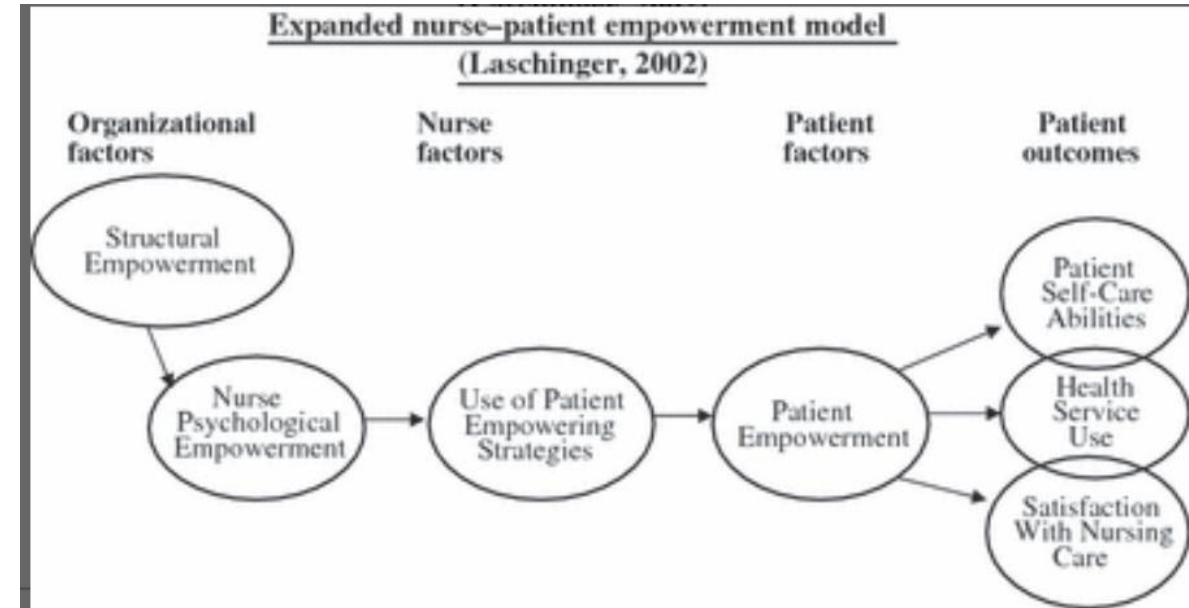 Expanded nurse–patient empowerment model
(Laschinger, 2002)
Organizational
factors
Nurse
factors
Patient
factors
Patient
outcomes
Structural
Empowerment
Nurse
Psychological
Empowerment
Use of Patient
Empowering
Strategies
Patient
Empowerment
Patient
Self-Care
Abilities
Health
Service
Use
Satisfaction
With Nursing
Care